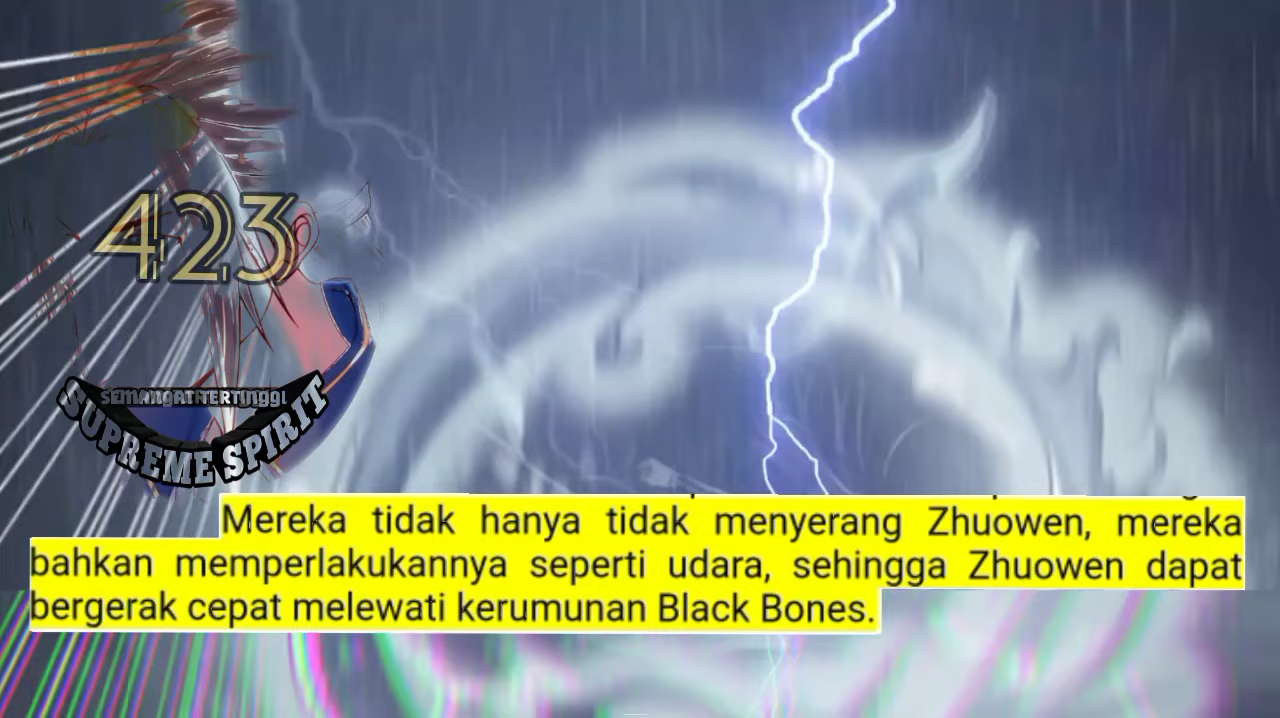 423
SEMANGAT TERTINGGI
SUPREME SPIRIT
Mereka tidak hanya tidak menyerang Zhuowen, mereka
bahkan memperlakukannya seperti udara, sehingga Zhuowen dapat
bergerak cepat melewati kerumunan Black Bones.